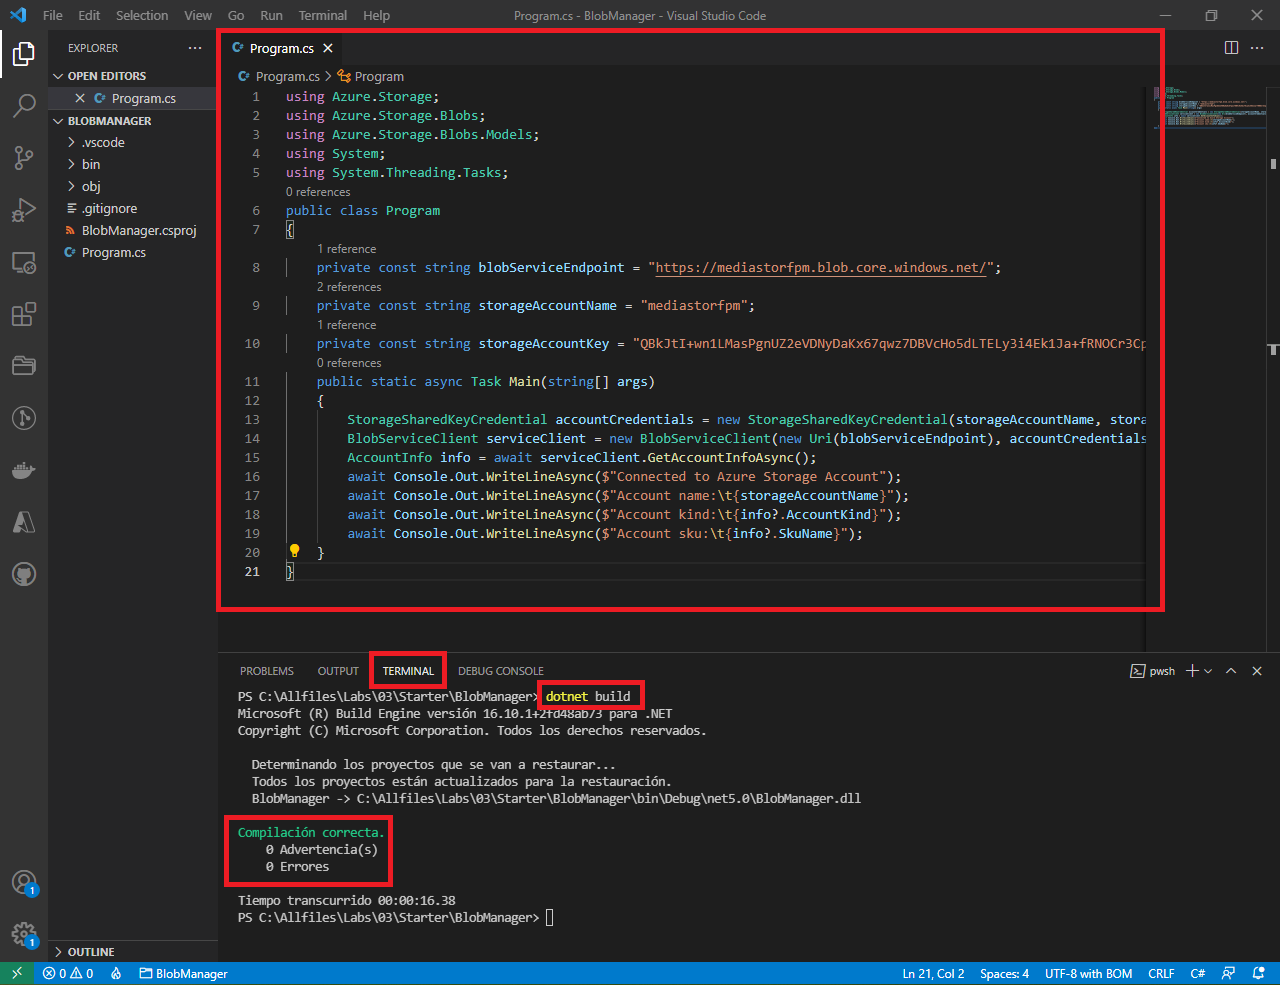 File Edit Selection View Go Run Terminal Help Program.cs - BlobManager - Visual Studio Code
EXPLORER
OPEN EDITORS
Program.cs
BLOBMANAGER
.vscode
bin
obj
.gitignore
BlobManager.csproj
Program.cs
OUTLINE
Program.cs
Program.cs > Program
1 using Azure.Storage;
2 using Azure.Storage.Blobs;
3 using Azure.Storage.Blobs.Models;
4 using System;
5 using System.Threading.Tasks;
0 references
6 public class Program
7 {
1 reference
8 private const string blobServiceEndpoint = "https://mediastorfpm.blob.core.windows.net/";
2 references
9 private const string storageAccountName = "mediastorfpm";
1 reference
10 private const string storageAccountKey = "QBkJtI+wn1LMasPgnUZ2eVDNyDaKx67qwz7DBVcHo5dLTELy3i4Ek1Ja+fRNOCr3Cp
0 references
11 public static async Task Main(string[] args)
12 {
13 StorageSharedKeyCredential accountCredentials = new StorageSharedKeyCredential(storageAccountName, stora
14 BlobServiceClient serviceClient = new BlobServiceClient(new Uri(blobServiceEndpoint), accountCredentials
15 AccountInfo info = await serviceClient.GetAccountInfoAsync();
16 await Console.Out.WriteLineAsync($"Connected to Azure Storage Account");
17 await Console.Out.WriteLineAsync($"Account name:\t{storageAccountName}");
18 await Console.Out.WriteLineAsync($"Account kind:\t{info?.AccountKind}");
19 await Console.Out.WriteLineAsync($"Account sku:\t{info?.SkuName}");
20 }
21 }
PROBLEMS OUTPUT TERMINAL DEBUG CONSOLE pwsh
PS C:\Allfiles\Labs\03\Starter\BlobManager> dotnet build
Microsoft (R) Build Engine versión 16.10.1+2fd48ab73 para .NET
Copyright (C) Microsoft Corporation. Todos los derechos reservados.
Determinando los proyectos que se van a restaurar...
Todos los proyectos están actualizados para la restauración.
BlobManager -> C:\Allfiles\Labs\03\Starter\BlobManager\bin\Debug\net5.0\BlobManager.dll
Compilación correcta.
0 Advertencia(s)
0 Errores
Tiempo transcurrido 00:00:16.38
PS C:\Allfiles\Labs\03\Starter\BlobManager>
1
1
0 0 BlobManager Ln 21, Col 2 Spaces: 4 UTF-8 with BOM CRLF C#